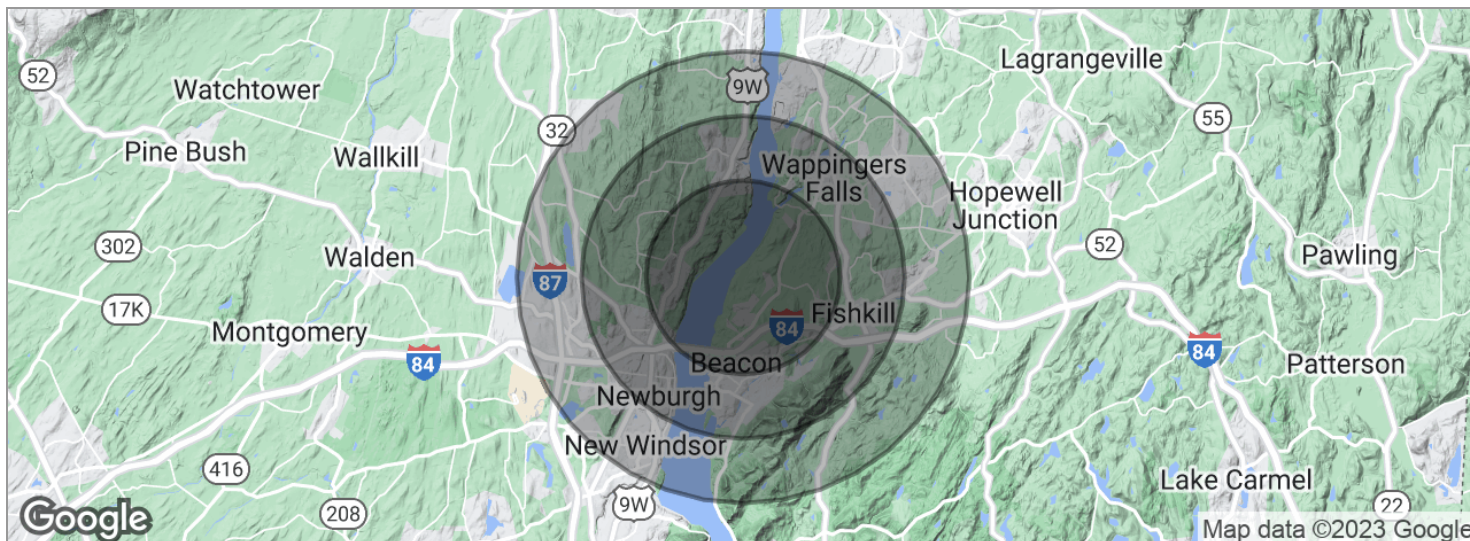 9W
Lagrangeville
52
Watchtower
55
32
Pine Bush
Wallkill
Wappingers
Falls
Hopewell
Junction
302
Walden
52
Pawling
87
17K
Montgomery
Fishkill
84
84
84
Beacon
Patterson
Newburgh
New Windsor
416
Lake Carmel
9W
22
208
Google
Map data ©2023 Google